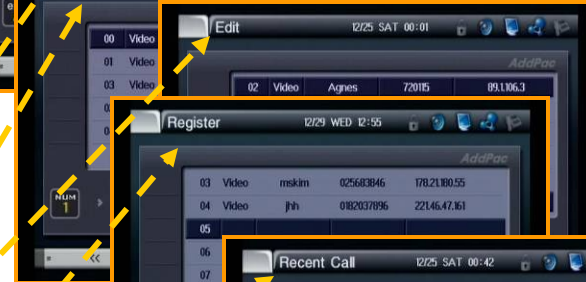 Edit 12/25 SAT 00:01
AddPac
00 Video
01 Video
03 Video
02 Video Agnes 720115 89.1.106.3
Register 12/29 WED 12:55
AddPac
03 Video mskim 025683846 178.21.180.55
04 Video jhh 0182037896 221.46.47.161
05
06
07
NUM
1
Recent Call 12/25 SAT 00:42